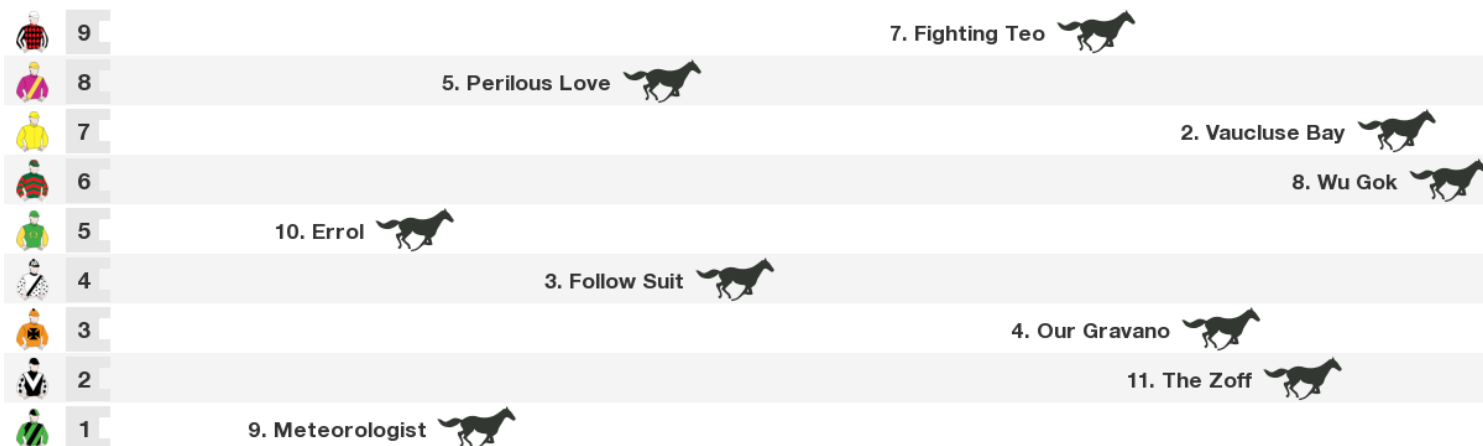 9 7. Fighting Teo
8 5. Perilous Love
7 2. Vaucluse Bay
6 8. Wu Gok
5 10. Errol
4 3. Follow Suit
3 4. Our Gravano
2 11. The Zoff
1 9. Meteorologist